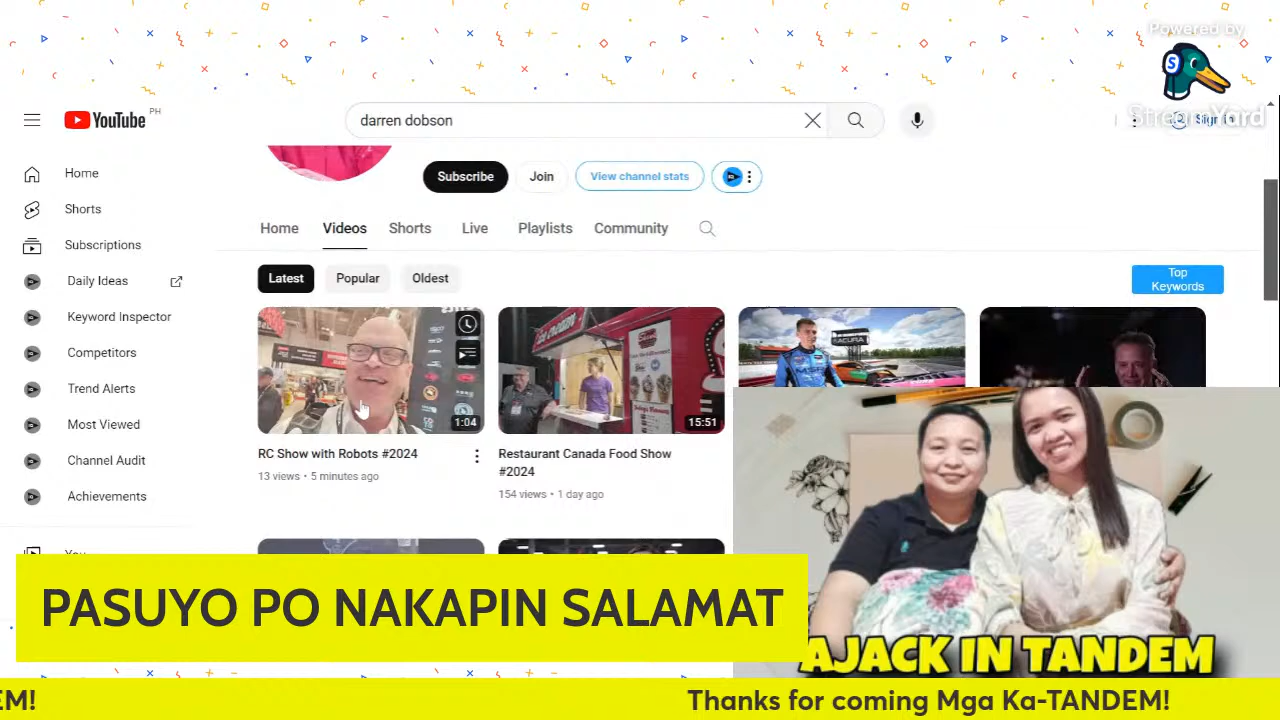 Powered by
StreamYard
YouTube PH
darren dobson
Sign in
Home
Shorts
Subscriptions
Daily Ideas
Keyword Inspector
Competitors
Trend Alerts
Most Viewed
Channel Audit
Achievements
You
Subscribe
Join
View channel stats
Home
Videos
Shorts
Live
Playlists
Community
Latest
Popular
Oldest
Top
Keywords
1:04
15:51
ACURA
RC Show with Robots #2024
13 views • 5 minutes ago
Restaurant Canada Food Show
#2024
154 views • 1 day ago
PASUYO PO NAKAPIN SALAMAT
AJACK IN TANDEM
EM!
Thanks for coming Mga Ka-TANDEM!